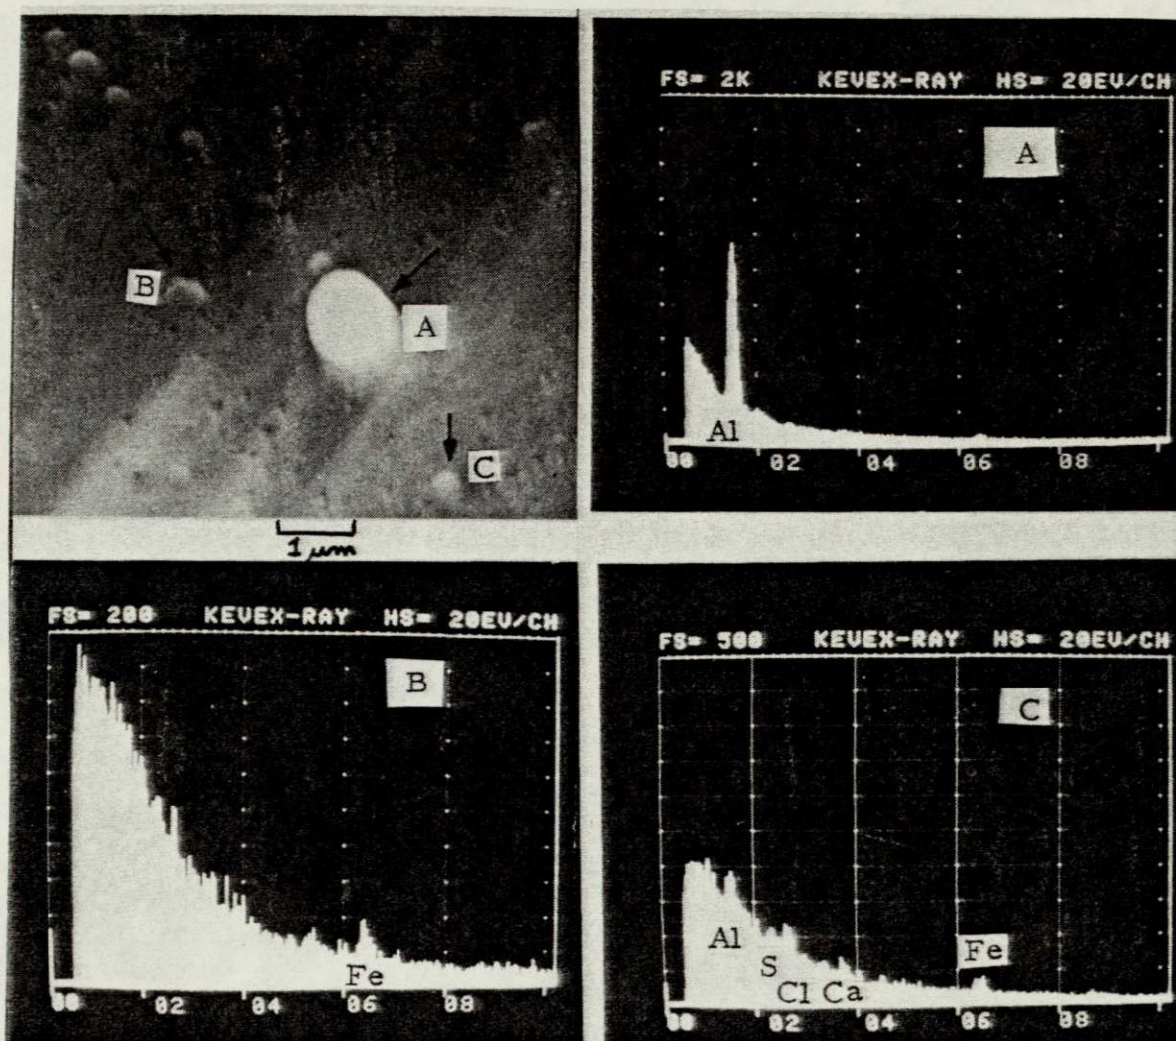 B
A
C
1 μm
FS= 2K KEVEX-RAY HS= 20EV/CH
A
Al
00 02 04 06 08
FS= 200 KEVEX-RAY HS= 20EV/CH
B
Fe
00 02 04 06 08
FS= 500 KEVEX-RAY HS= 20EV/CH
C
Al
Fe
S
Cl Ca
00 02 04 06 08